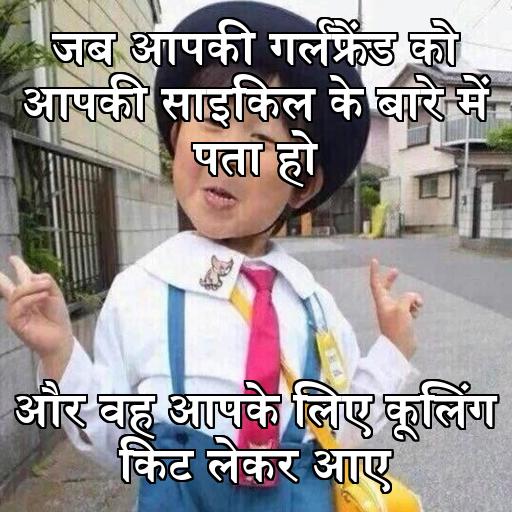 जब आपकी गर्लफ्रेंड को
आपकी साइकिल के बारे में
पता हो
और वह आपके लिए कूलिंग
किट लेकर आए